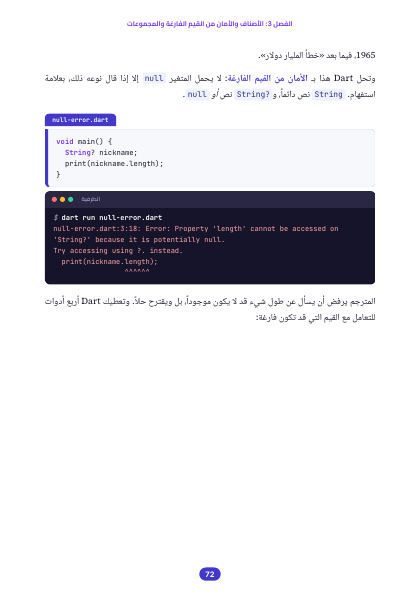 الفصل 3: الأصناف والأمان من القيم الفارغة والمجموعات
1965، فيما بعد «خطأ المليار دولار».
وتحل Dart هذا بـ الأمان من القيم الفارغة: لا يحمل المتغير null إلا إذا قال نوعه ذلك، بعلامة
استفهام. String نص دائماً، و String? نص أو null .
null-error.dart
void main() {
  String? nickname;
  print(nickname.length);
}
الطرفية
$ dart run null-error.dart
null-error.dart:3:18: Error: Property 'length' cannot be accessed on
'String?' because it is potentially null.
Try accessing using ?. instead.
  print(nickname.length);
                 ^^^^^^
المترجم يرفض أن يسأل عن طول شيء قد لا يكون موجوداً، بل ويقترح حلاً. وتعطيك Dart أربع أدوات
للتعامل مع القيم التي قد تكون فارغة:
72